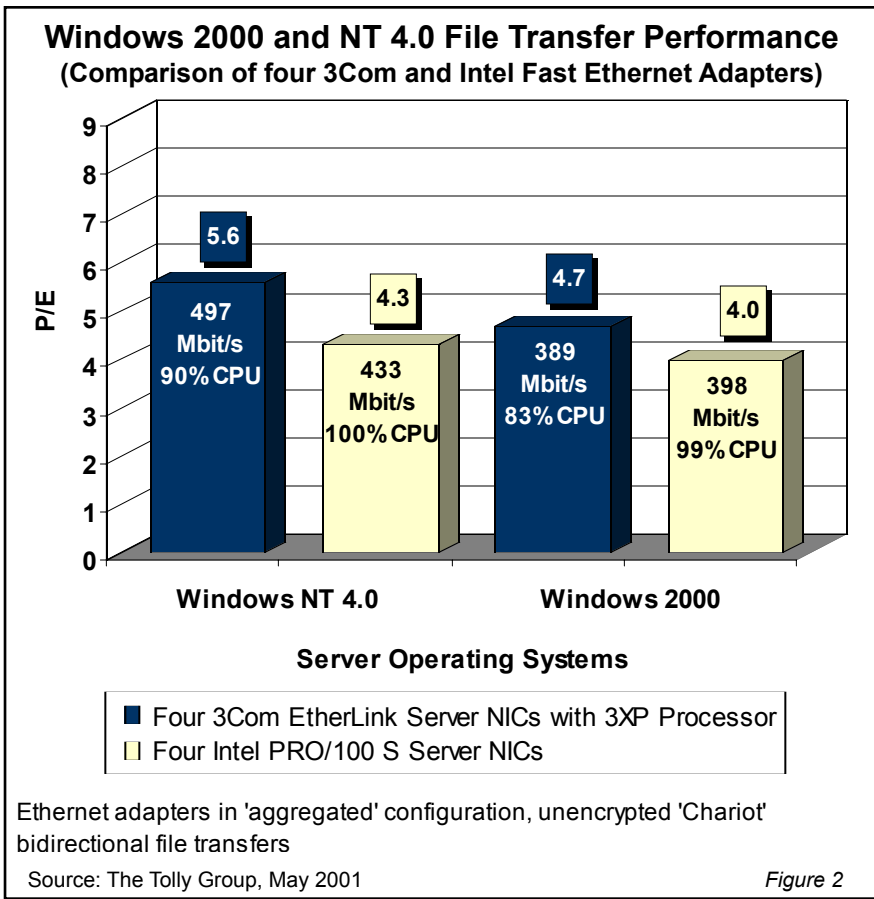 Windows 2000 and NT 4.0 File Transfer Performance
(Comparison of four 3Com and Intel Fast Ethernet Adapters)
9
8
7
6
5
4
3
2
1
0
P/E
5.6
497
Mbit/s
90% CPU
4.3
433
Mbit/s
100% CPU
4.7
389
Mbit/s
83% CPU
4.0
398
Mbit/s
99% CPU
Windows NT 4.0
Windows 2000
Server Operating Systems
Four 3Com EtherLink Server NICs with 3XP Processor
Four Intel PRO/100 S Server NICs
Ethernet adapters in 'aggregated' configuration, unencrypted 'Chariot'
bidirectional file transfers
Source: The Tolly Group, May 2001
Figure 2